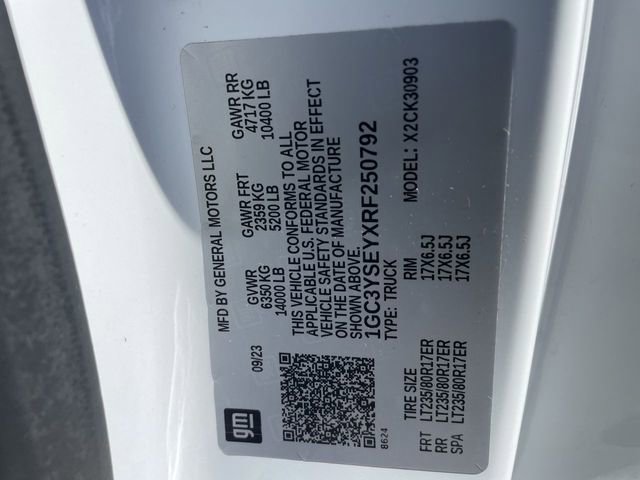 gm
MFD BY GENERAL MOTORS LLC
09/23 GVWR GAWR FRT GAWR RR
6350 KG 2359 KG 4717 KG
14000 LB 5200 LB 10400 LB
THIS VEHICLE CONFORMS TO ALL
APPLICABLE U.S. FEDERAL MOTOR
VEHICLE SAFETY STANDARDS IN EFFECT
ON THE DATE OF MANUFACTURE
SHOWN ABOVE.
1GC3YSEYXRF250792
8624 TYPE: TRUCK MODEL: X2CK30903
TIRE SIZE RIM
FRT LT235/80R17ER 17X6.5J
RR LT235/80R17ER 17X6.5J
SPA LT235/80R17ER 17X6.5J